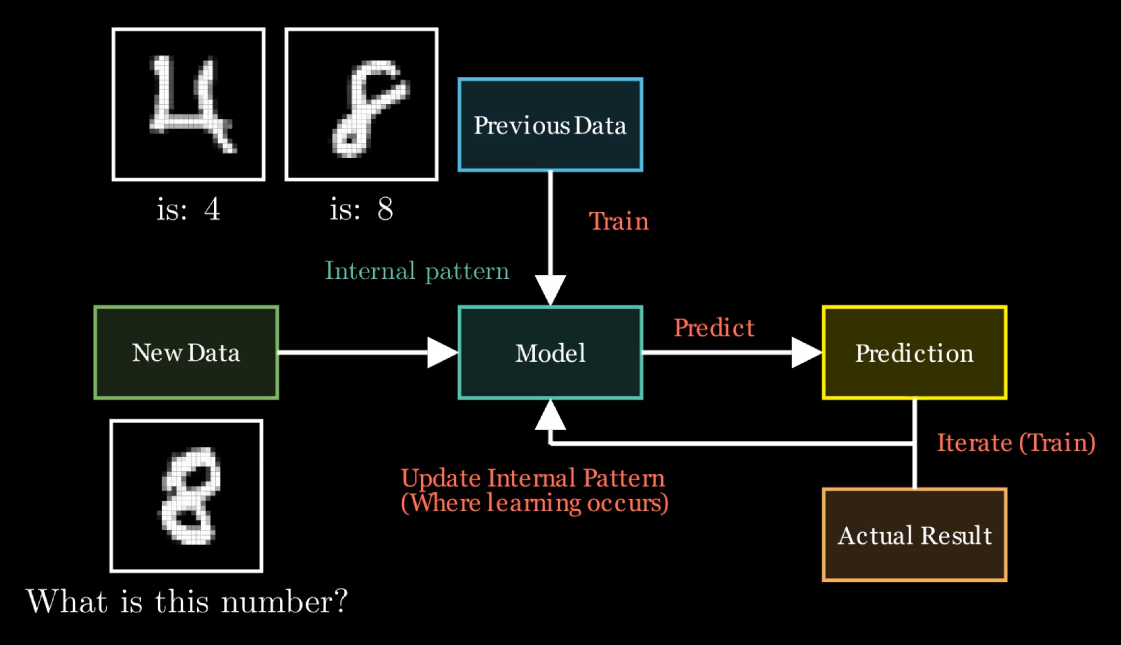 Previous Data
is: 4
is: 8
Train
Internal pattern
New Data
Model
Predict
Prediction
Iterate (Train)
Update Internal Pattern
(Where learning occurs)
Actual Result
What is this number?